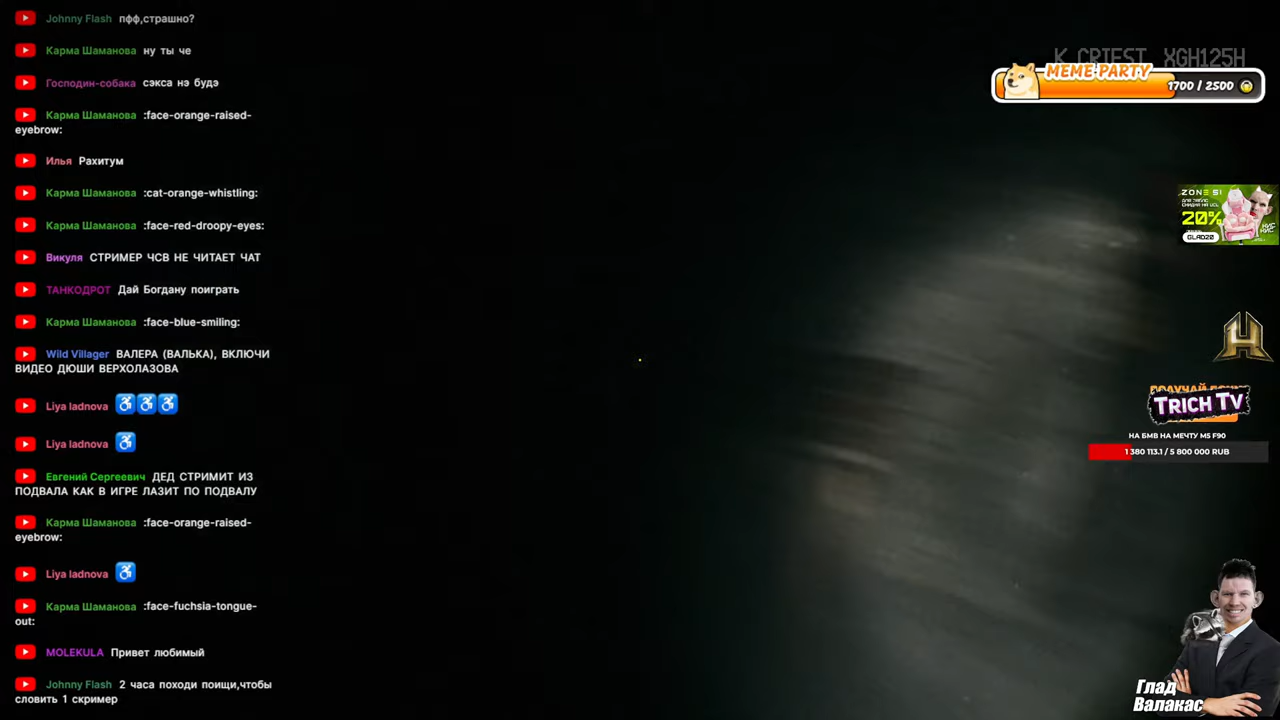 Johnny Flash пфф,страшно?
Карма Шаманова ну ты че
Господин-собака сэкса нэ будэ
Карма Шаманова :face-orange-raised-
eyebrow:
Илья Рахитум
Карма Шаманова :cat-orange-whistling:
Карма Шаманова :face-red-droopy-eyes:
Викуля СТРИМЕР ЧСВ НЕ ЧИТАЕТ ЧАТ
ТАНКОДРОТ Дай Богдану поиграть
Карма Шаманова :face-blue-smiling:
Wild Villager ВАЛЕРА (ВАЛЬКА), ВКЛЮЧИ
ВИДЕО ДЮШИ ВЕРХОЛАЗОВА
Liya ladnova ♿♿♿
Liya ladnova ♿
Евгений Сергеевич ДЕД СТРИМИТ ИЗ
ПОДВАЛА КАК В ИГРЕ ЛАЗИТ ПО ПОДВАЛУ
Карма Шаманова :face-orange-raised-
eyebrow:
Liya ladnova ♿
Карма Шаманова :face-fuchsia-tongue-
out:
MOLEKULA Привет любимый
Johnny Flash 2 часа походи поищи,чтобы
словить 1 скример
XGH125H
MEME PARTY
1700 / 2500
20%
GLAD20
TRICH TV
НА БМВ НА МЕЧТУ M5 F90
1 380 113.1 / 5 800 000 RUB
Глад
Валакас